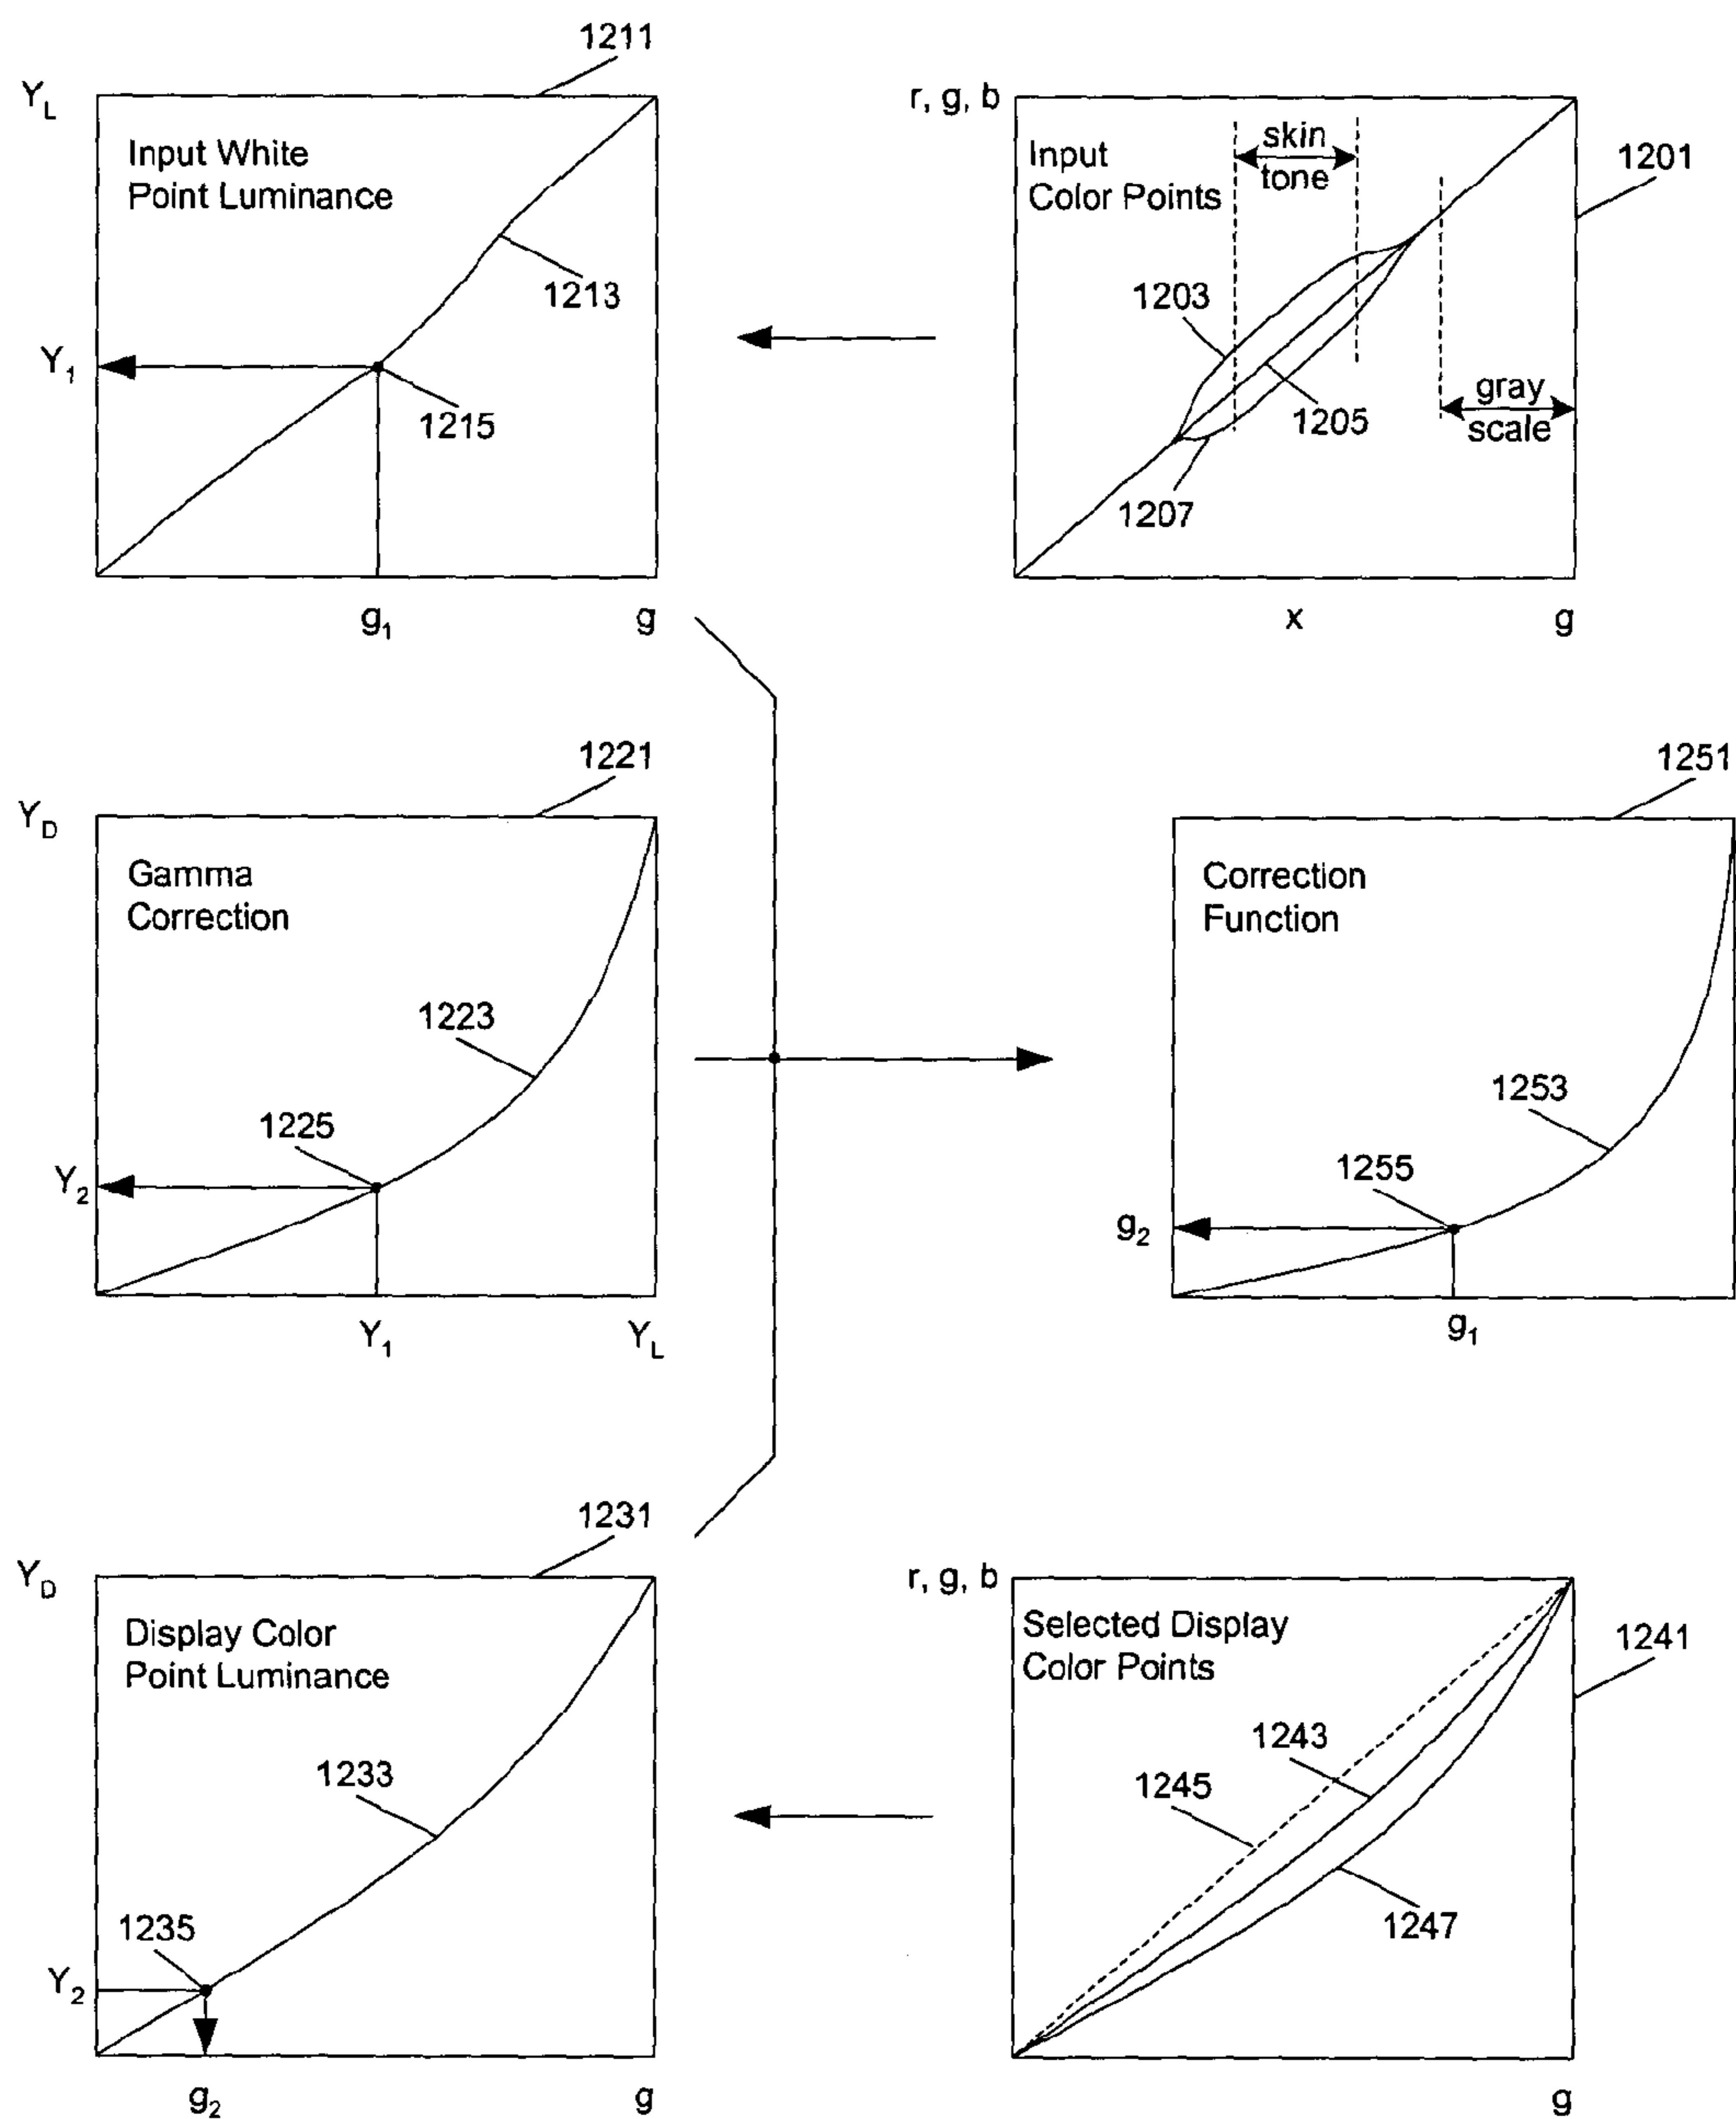 1211
Y_L
Input White
Point Luminance
1213
Y_1
1215
g_1
g
r, g, b
Input
Color Points
skin
tone
1201
1203
1205
gray
scale
1207
x
g
1221
Y_D
Gamma
Correction
1223
1225
Y_2
Y_1
Y_L
1251
Correction
Function
1253
1255
g_2
g_1
1231
Y_D
Display Color
Point Luminance
1233
1235
Y_2
g_2
g
r, g, b
Selected Display
Color Points
1241
1243
1245
1247
g